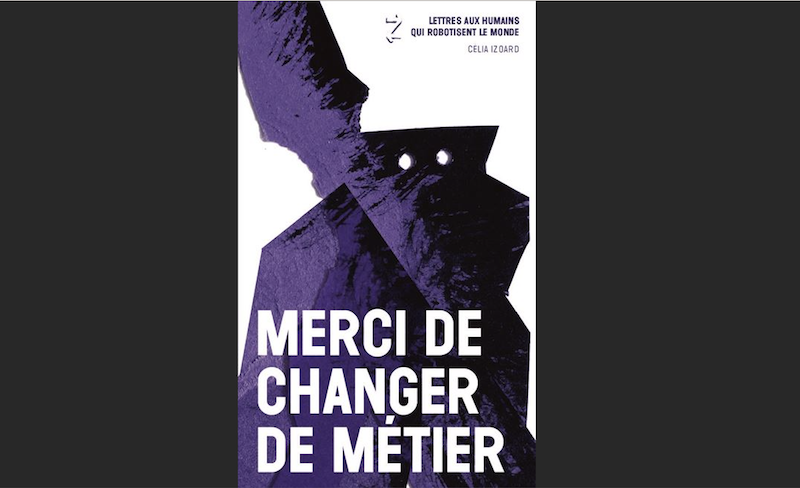 LETTRES AUX HUMAINS
QUI ROBOTISENT LE MONDE
CELIA IZOARD
MERCI DE
CHANGER
DE MÉTIER